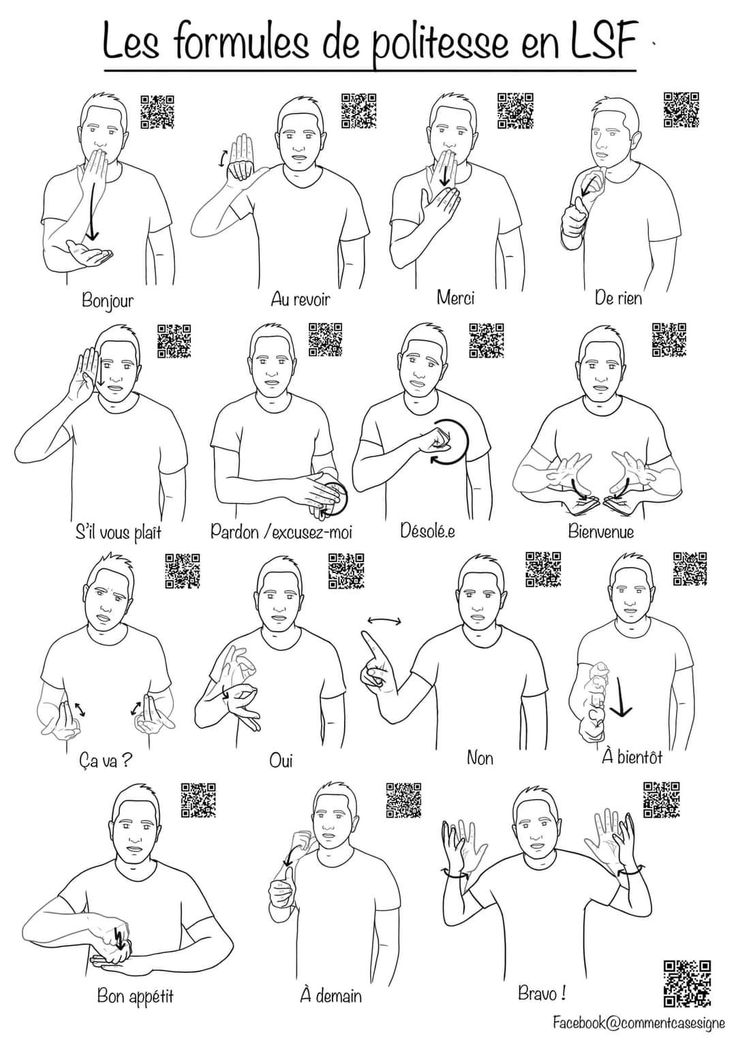 Les formules de politesse en LSF
Bonjour
Au revoir
Merci
De rien
S'il vous plaît
Pardon /excusez-moi
Désolé.e
Bienvenue
Ça va ?
Oui
Non
À bientôt
Bon appétit
À demain
Bravo !
Facebook@commentcasesigne